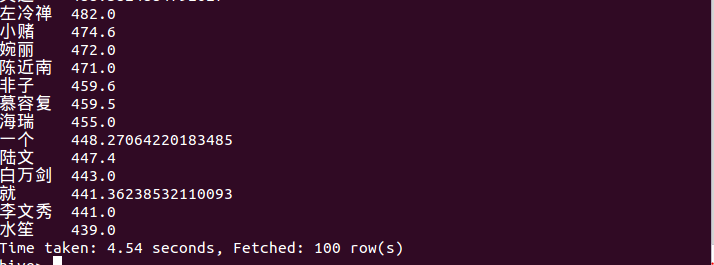 左冷禅 482.0
小赌 474.6
婉丽 472.0
陈近南 471.0
非子 459.6
慕容复 459.5
海瑞 455.0
一个 448.27064220183485
陆文 447.4
白万剑 443.0
就 441.36238532110093
李文秀 441.0
水笙 439.0
Time taken: 4.54 seconds, Fetched: 100 row(s)